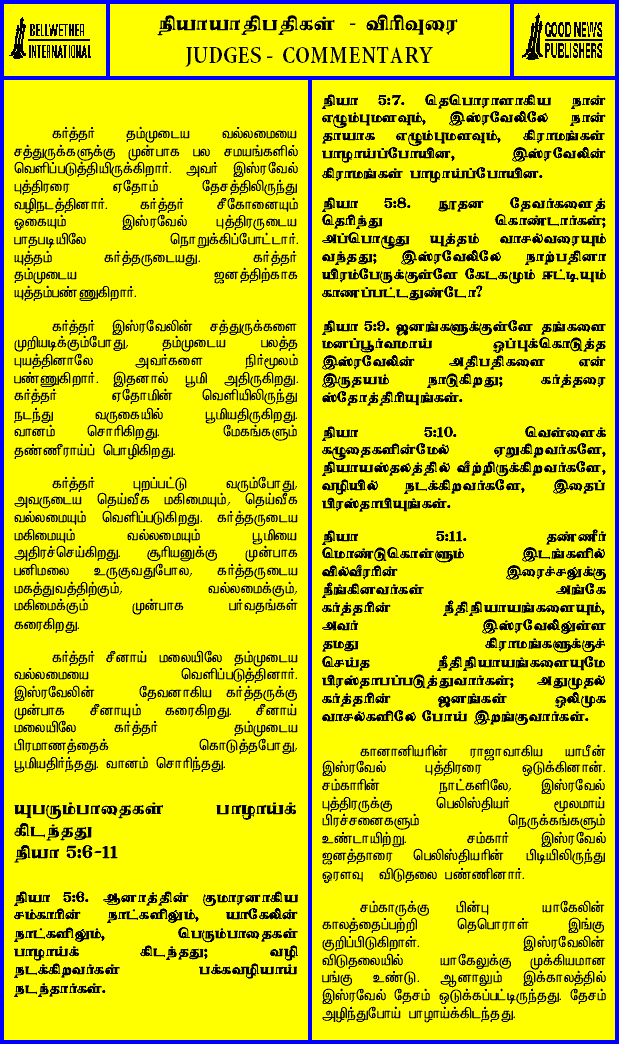 BELLWETHER
INTERNATIONAL
நியாயாதிபதிகள் - விரிவுரை
JUDGES - COMMENTARY
GOOD NEWS
PUBLISHERS
கர்த்தர் தம்முடைய வல்லமையை
சத்துருக்களுக்கு முன்பாக பல சமயங்களில்
வெளிப்படுத்தியிருக்கிறார். அவர் இஸ்ரவேல்
புத்திரரை ஏதோம் தேசத்திலிருந்து
வழிநடத்தினார். கர்த்தர் சீகோனையும்
ஓகையும் இஸ்ரவேல் புத்திரருடைய
பாதபடியிலே நொறுக்கிப்போட்டார்.
யுத்தம் கர்த்தருடையது. கர்த்தர்
தம்முடைய ஜனத்திற்காக
யுத்தம்பண்ணுகிறார்.
கர்த்தர் இஸ்ரவேலின் சத்துருக்களை
முறியடிக்கும்போது, தம்முடைய பலத்த
புயத்தினாலே அவர்களை நிர்மூலம்
பண்ணுகிறார். இதனால் பூமி அதிருகிறது.
கர்த்தர் ஏதோமின் வெளியிலிருந்து
நடந்து வருகையில் பூமியதிருகிறது.
வானம் சொரிகிறது. மேகங்களும்
தண்ணீராய்ப் பொழிகிறது.
கர்த்தர் புறப்பட்டு வரும்போது,
அவருடைய தெய்வீக மகிமையும், தெய்வீக
வல்லமையும் வெளிப்படுகிறது. கர்த்தருடைய
மகிமையும் வல்லமையும் பூமியை
அதிரச்செய்கிறது. சூரியனுக்கு முன்பாக
பனிமலை உருகுவதுபோல, கர்த்தருடைய
மகத்துவத்திற்கும், வல்லமைக்கும்,
மகிமைக்கும் முன்பாக பர்வதங்கள்
கரைகிறது.
கர்த்தர் சீனாய் மலையிலே தம்முடைய
வல்லமையை வெளிப்படுத்தினார்.
இஸ்ரவேலின் தேவனாகிய கர்த்தருக்கு
முன்பாக சீனாயும் கரைகிறது. சீனாய்
மலையிலே கர்த்தர் தம்முடைய
பிரமாணத்தைக் கொடுத்தபோது,
பூமியதிர்ந்தது. வானம் சொரிந்தது.
யுபரும்பாதைகள் பாழாய்க்
கிடந்தது
நியா 5:6-11
நியா 5:6. ஆனாத்தின் குமாரனாகிய
சம்காரின் நாட்களிலும், யாகேலின்
நாட்களிலும், பெரும்பாதைகள்
பாழாய்க் கிடந்தது; வழி
நடக்கிறவர்கள் பக்கவழியாய்
நடந்தார்கள்.
நியா 5:7. தெபொராளாகிய நான்
எழும்புமளவும், இஸ்ரவேலிலே நான்
தாயாக எழும்புமளவும், கிராமங்கள்
பாழாய்ப்போயின, இஸ்ரவேலின்
கிராமங்கள் பாழாய்ப்போயின.
நியா 5:8. நூதன தேவர்களைத்
தெரிந்து கொண்டார்கள்;
அப்பொழுது யுத்தம் வாசல்வரையும்
வந்தது; இஸ்ரவேலிலே நாற்பதினா
யிரம்பேருக்குள்ளே கேடகமும் ஈட்டியும்
காணப்பட்டதுண்டோ?
நியா 5:9. ஜனங்களுக்குள்ளே தங்களை
மனப்பூர்வமாய் ஒப்புக்கொடுத்த
இஸ்ரவேலின் அதிபதிகளை என்
இருதயம் நாடுகிறது; கர்த்தரை
ஸ்தோத்திரியுங்கள்.
நியா 5:10. வெள்ளைக்
கழுதைகளின்மேல் ஏறுகிறவர்களே,
நியாயஸ்தலத்தில் வீற்றிருக்கிறவர்களே,
வழியில் நடக்கிறவர்களே, இதைப்
பிரஸ்தாபியுங்கள்.
நியா 5:11. தண்ணீர்
மொண்டுகொள்ளும் இடங்களில்
வில்வீரரின் இரைச்சலுக்கு
நீங்கினவர்கள் அங்கே
கர்த்தரின் நீதிநியாயங்களையும்,
அவர் இஸ்ரவேலிலுள்ள
தமது கிராமங்களுக்குச்
செய்த நீதிநியாயங்களையுமே
பிரஸ்தாபப்படுத்துவார்கள்; அதுமுதல்
கர்த்தரின் ஜனங்கள் ஒலிமுக
வாசல்களிலே போய் இறங்குவார்கள்.
கானானியரின் ராஜாவாகிய யாபீன்
இஸ்ரவேல் புத்திரரை ஒடுக்கினான்.
சம்காரின் நாட்களிலே, இஸ்ரவேல்
புத்திரருக்கு பெலிஸ்தியர் மூலமாய்
பிரச்சனைகளும் நெருக்கங்களும்
உண்டாயிற்று. சம்கார் இஸ்ரவேல்
ஜனத்தாரை பெலிஸ்தியரின் பிடியிலிருந்து
ஓரளவு விடுதலை பண்ணினார்.
சம்காருக்கு பின்பு யாகேலின்
காலத்தைப்பற்றி தெபொராள் இங்கு
குறிப்பிடுகிறாள். இஸ்ரவேலின்
விடுதலையில் யாகேலுக்கு முக்கியமான
பங்கு உண்டு. ஆனாலும் இக்காலத்தில்
இஸ்ரவேல் தேசம் ஒடுக்கப்பட்டிருந்தது. தேசம்
அழிந்துபோய் பாழாய்க்கிடந்தது.